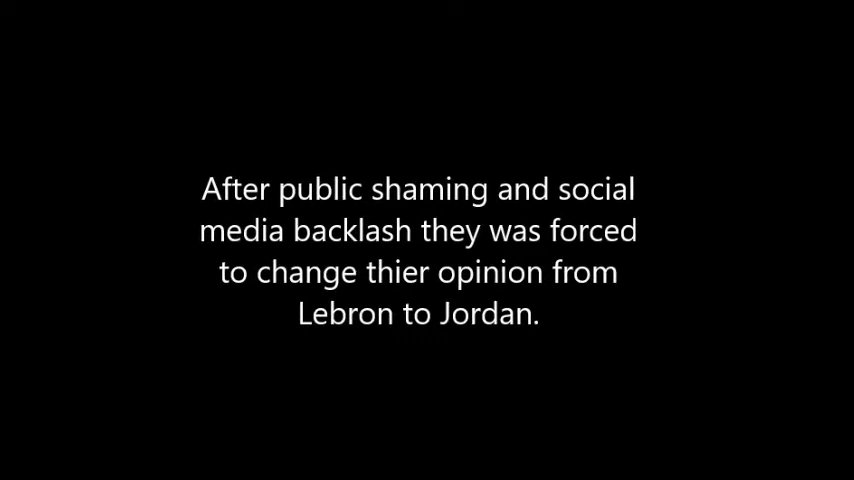 After public shaming and social
media backlash they was forced
to change thier opinion from
Lebron to Jordan.